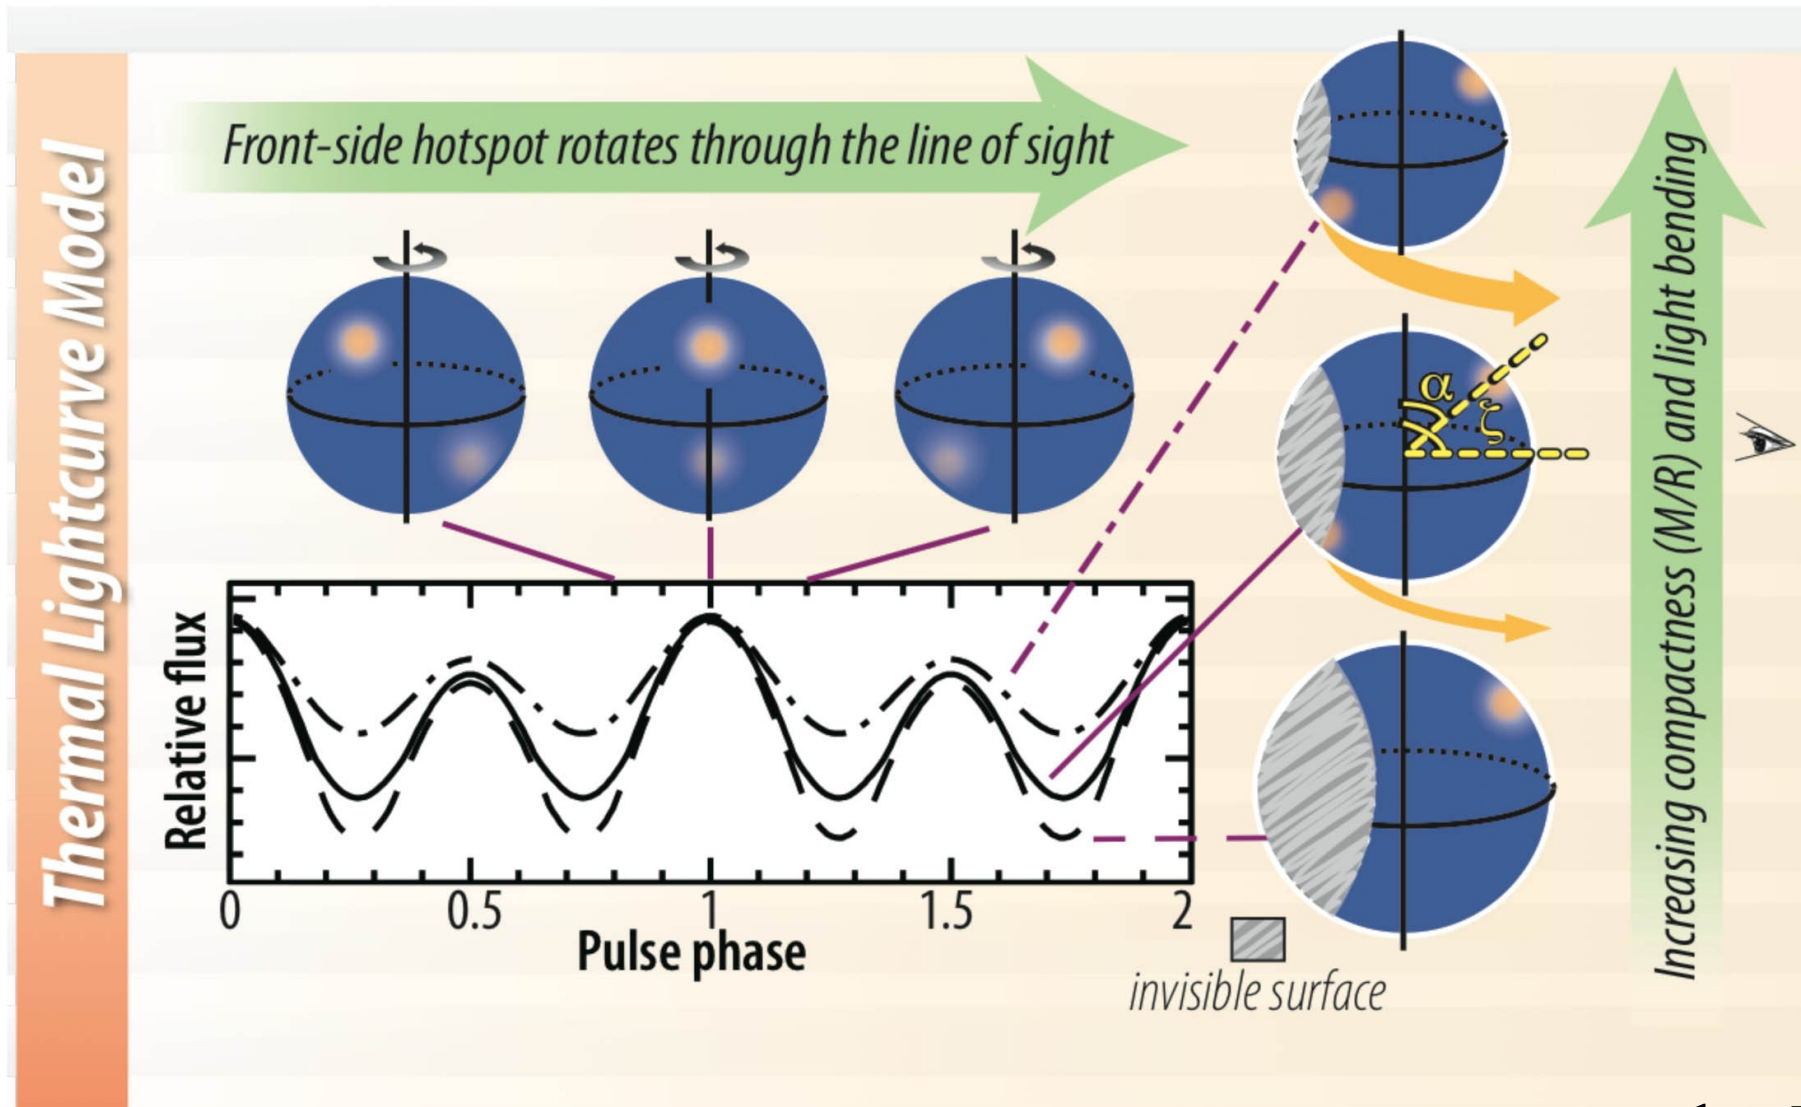 Thermal Lightcurve Model
Front-side hotspot rotates through the line of sight
α
ζ
Increasing compactness (M/R) and light bending
Relative flux
0
0.5
1
1.5
2
Pulse phase
invisible surface